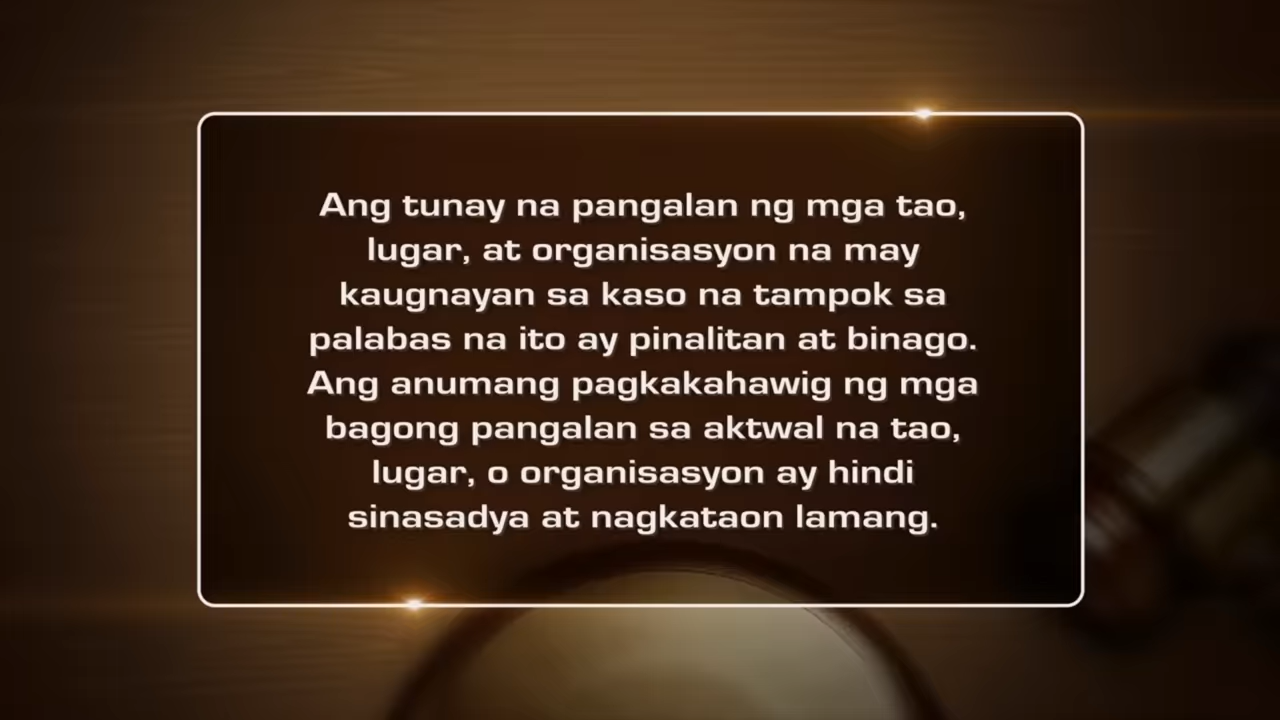 Ang tunay na pangalan ng mga tao,
lugar, at organisasyon na may
kaugnayan sa kaso na tampok sa
palabas na ito ay pinalitan at binago.
Ang anumang pagkakahawig ng mga
bagong pangalan sa aktwal na tao,
lugar, o organisasyon ay hindi
sinasadya at nagkataon lamang.